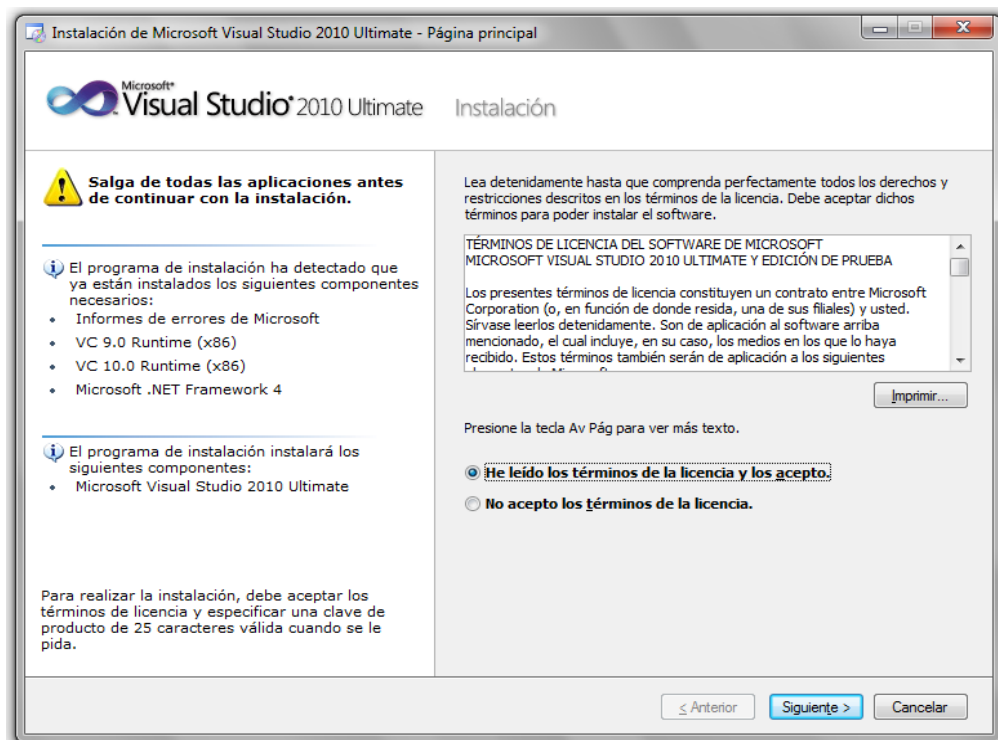 Instalación de Microsoft Visual Studio 2010 Ultimate - Página principal
Microsoft®
Visual Studio® 2010 Ultimate Instalación
Salga de todas las aplicaciones antes
de continuar con la instalación.
El programa de instalación ha detectado que
ya están instalados los siguientes componentes
necesarios:
• Informes de errores de Microsoft
• VC 9.0 Runtime (x86)
• VC 10.0 Runtime (x86)
• Microsoft .NET Framework 4
El programa de instalación instalará los
siguientes componentes:
• Microsoft Visual Studio 2010 Ultimate
Para realizar la instalación, debe aceptar los
términos de licencia y especificar una clave de
producto de 25 caracteres válida cuando se le
pida.
Lea detenidamente hasta que comprenda perfectamente todos los derechos y
restricciones descritos en los términos de la licencia. Debe aceptar dichos
términos para poder instalar el software.
TÉRMINOS DE LICENCIA DEL SOFTWARE DE MICROSOFT
MICROSOFT VISUAL STUDIO 2010 ULTIMATE Y EDICIÓN DE PRUEBA
Los presentes términos de licencia constituyen un contrato entre Microsoft
Corporation (o, en función de donde resida, una de sus filiales) y usted.
Sírvase leerlos detenidamente. Son de aplicación al software arriba
mencionado, el cual incluye, en su caso, los medios en los que lo haya
recibido. Estos términos también serán de aplicación a los siguientes
Imprimir...
Presione la tecla Av Pág para ver más texto.
He leído los términos de la licencia y los acepto.
No acepto los términos de la licencia.
< Anterior Siguiente > Cancelar